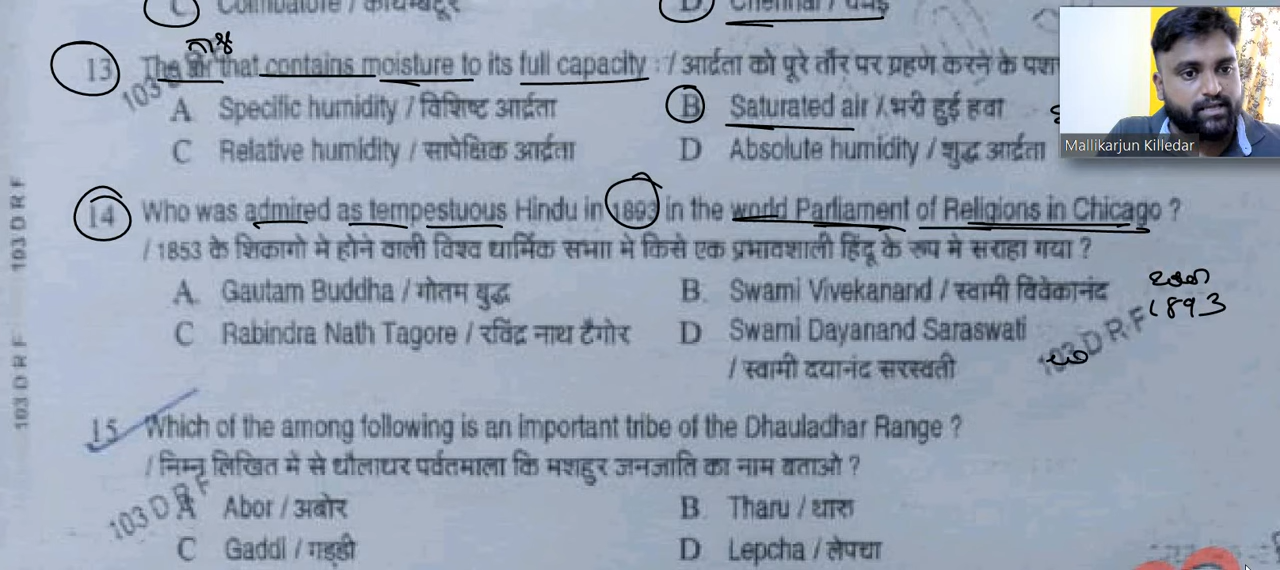 C Coimbatore / कोयम्बटूर D Chennai / चेन्नई
13 The air that contains moisture to its full capacity : / आर्द्रता को पूरे तौर पर ग्रहणे करने के पशा
A Specific humidity / विशिष्ट आर्द्रता B Saturated air / भरी हुई हवा
C Relative humidity / सापेक्षिक आर्द्रता D Absolute humidity / शुद्ध आर्द्रता
Mallikarjun Killedar
14 Who was admired as tempestuous Hindu in 1893 in the world Parliament of Religions in Chicago ?
/ 1853 के शिकागो मे होने वाली विश्व धार्मिक सभाा मे किसे एक प्रभावशाली हिंदू के रूप मे सराहा गया ?
A. Gautam Buddha / गोतम बुद्ध B. Swami Vivekanand / स्वामी विवेकानंद
1893
C Rabindra Nath Tagore / रविंद्र नाथ टैगोर D Swami Dayanand Saraswati
/ स्वामी दयानंद सरस्वती
15 Which of the among following is an important tribe of the Dhauladhar Range ?
/ निम्न लिखित मे से धौलाधर पर्वतमाला कि मशहुर जनजाति का नाम बताओ ?
A Abor / अबोर B Tharu / थारू
C Gaddi / गड्डी D Lepcha / लेपचा
103 D R F
103 D R F
103 D R F
103 D R F
103